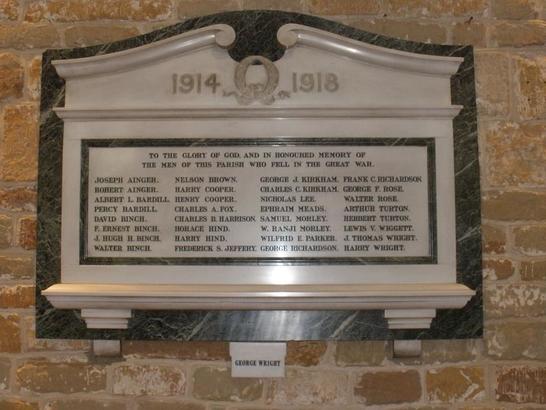 1914 1918
TO THE GLORY OF GOD, AND IN HONOURED MEMORY OF
THE MEN OF THIS PARISH WHO FELL IN THE GREAT WAR.
JOSEPH AINGER. NELSON BROWN. GEORGE J. KIRKHAM. FRANK C. RICHARDSON
ROBERT AINGER. HARRY COOPER. CHARLES C. KIRKHAM. GEORGE F. ROSE.
ALBERT L. BARDILL. HENRY COOPER. NICHOLAS LEE. WALTER ROSE.
PERCY BARDILL. CHARLES A. FOX. EPHRAIM MEADS. ARTHUR TURTON.
DAVID BINCH. CHARLES B. HARRISON SAMUEL MORLEY. HERBERT TURTON.
F. ERNEST BINCH. HORACE HIND. W. RANJI MORLEY. LEWIS V. WIGGETT.
J. HUGH H. BINCH. HARRY HIND. WILFRID E. PARKER. J. THOMAS WRIGHT.
WALTER BINCH. FREDERICK S. JEFFERY. GEORGE RICHARDSON. HARRY WRIGHT.
GEORGE WRIGHT